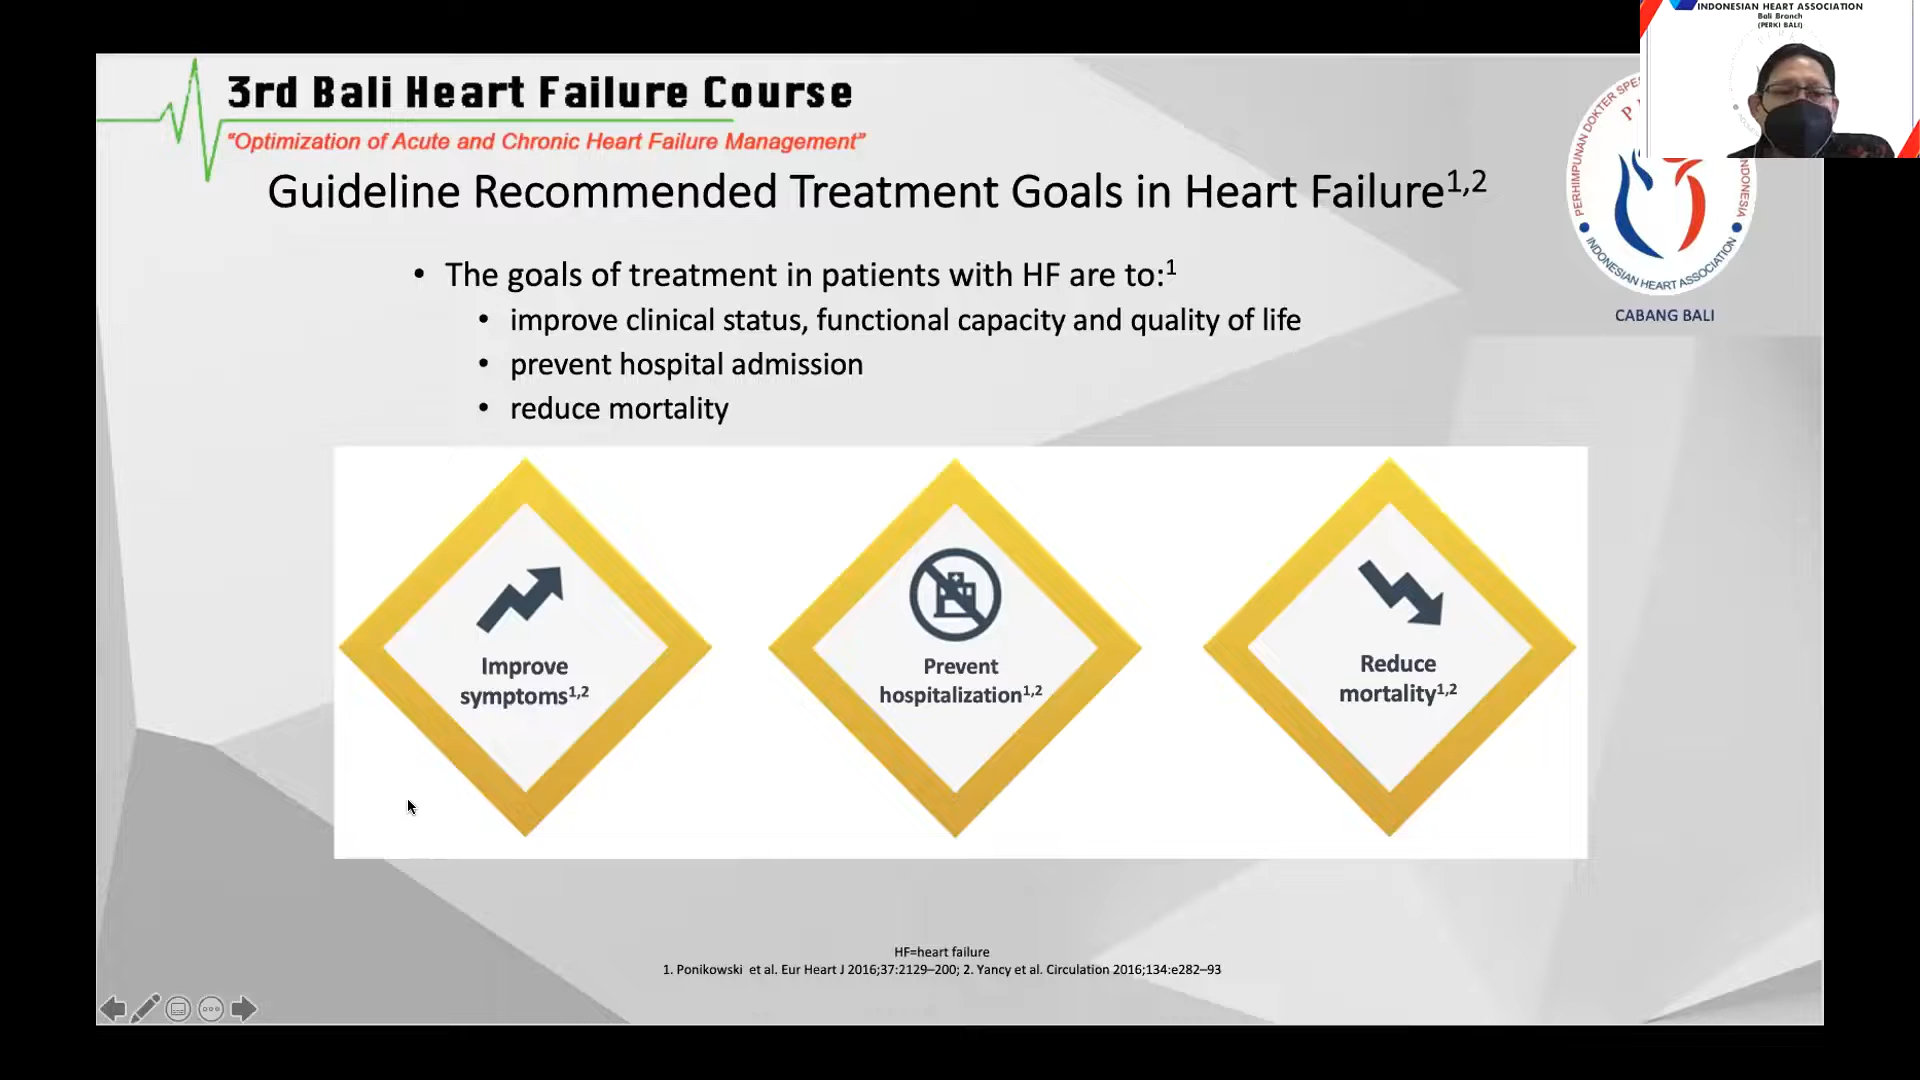 INDONESIAN HEART ASSOCIATION
Bali Branch
(PERKI BALI)
3rd Bali Heart Failure Course
“Optimization of Acute and Chronic Heart Failure Management”
Guideline Recommended Treatment Goals in Heart Failure1,2
• The goals of treatment in patients with HF are to:1
• improve clinical status, functional capacity and quality of life
• prevent hospital admission
• reduce mortality
PERHIMPUNAN DOKTER
INDONESIA
INDONESIAN HEART ASSOCIATION
CABANG BALI
Improve
symptoms1,2
Prevent
hospitalization1,2
Reduce
mortality1,2
HF=heart failure
1. Ponikowski et al. Eur Heart J 2016;37:2129–200; 2. Yancy et al. Circulation 2016;134:e282–93